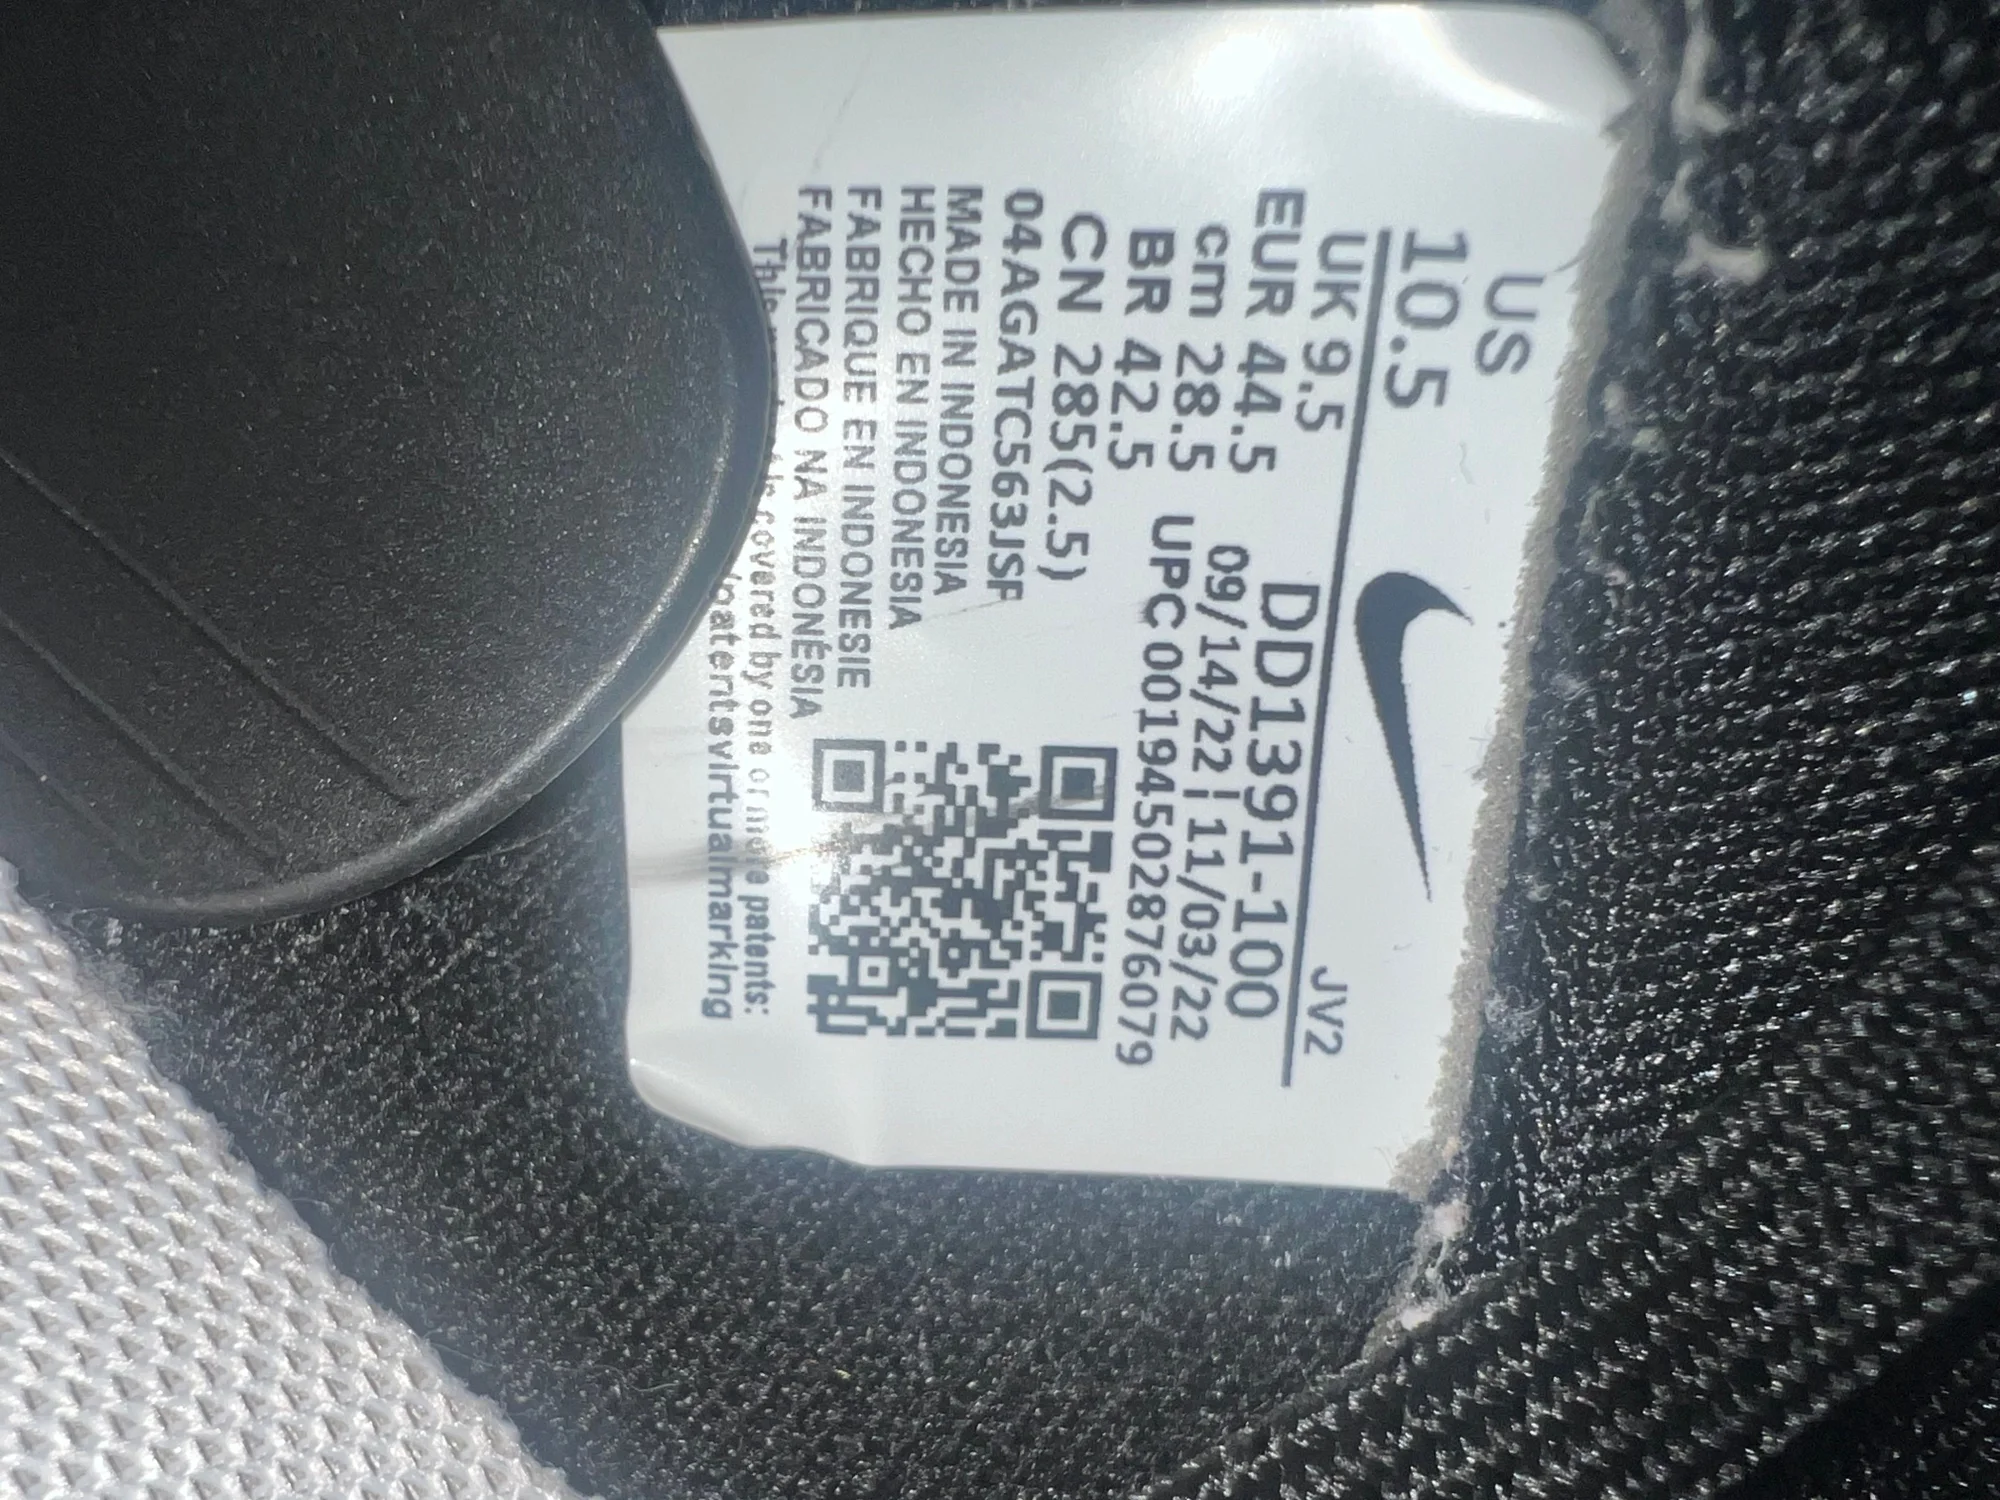 US
10.5
JV2
UK 9.5
EUR 44.5
DD1391-100
cm 28.5
09/14/22 | 11/03/22
BR 42.5
UPC 00194502876079
CN 285(2.5)
04AGATC563JSF
MADE IN INDONESIA
HECHO EN INDONESIA
FABRIQUE EN INDONESIE
FABRICADO NA INDONÉSIA
This is covered by one or more patents:
patentsvirtualmarking